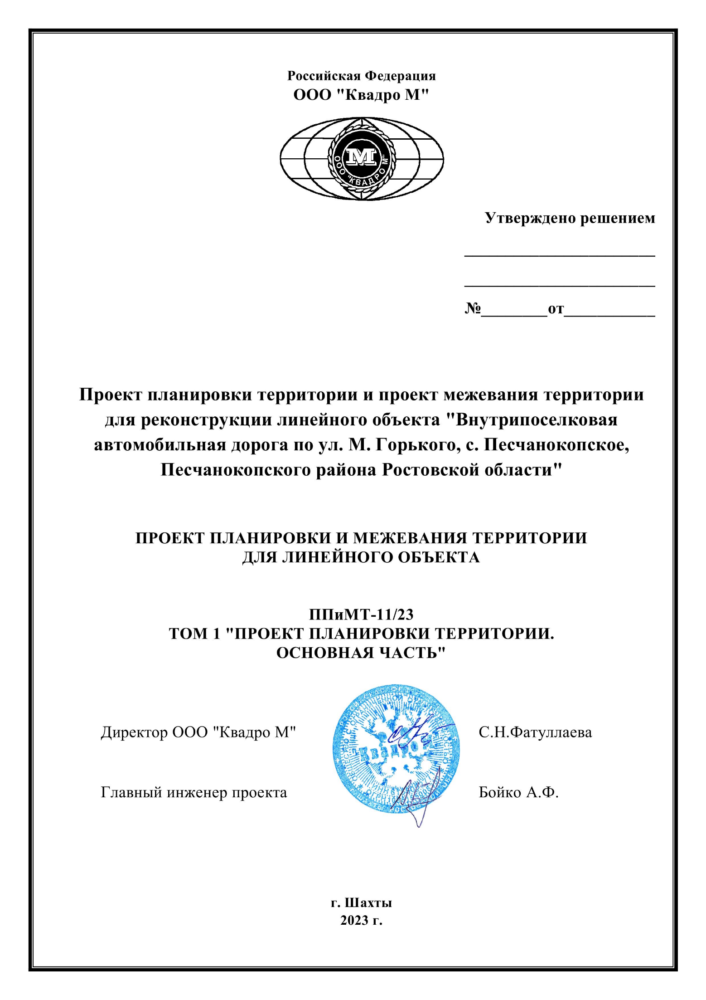 Российская Федерация
ООО "Квадро М"
М
ООО "КВАДРО М"
Утверждено решением
_______________________
_______________________
№________от___________
Проект планировки территории и проект межевания территории
для реконструкции линейного объекта "Внутрипоселковая
автомобильная дорога по ул. М. Горького, с. Песчанокопское,
Песчанокопского района Ростовской области"
ПРОЕКТ ПЛАНИРОВКИ И МЕЖЕВАНИЯ ТЕРРИТОРИИ
ДЛЯ ЛИНЕЙНОГО ОБЪЕКТА
ППиМТ-11/23
ТОМ 1 "ПРОЕКТ ПЛАНИРОВКИ ТЕРРИТОРИИ.
ОСНОВНАЯ ЧАСТЬ"
Директор ООО "Квадро М" С.Н.Фатуллаева
"Квадро М"
Главный инженер проекта Бойко А.Ф.
г. Шахты
2023 г.